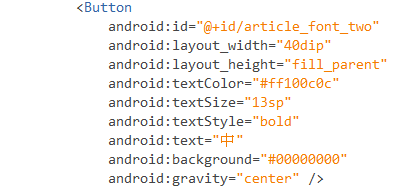 <Button
android:id="@+id/article_font_two"
android:layout_width="40dip"
android:layout_height="fill_parent"
android:textColor="#ff100c0c"
android:textSize="13sp"
android:textStyle="bold"
android:text="中"
android:background="#00000000"
android:gravity="center" />